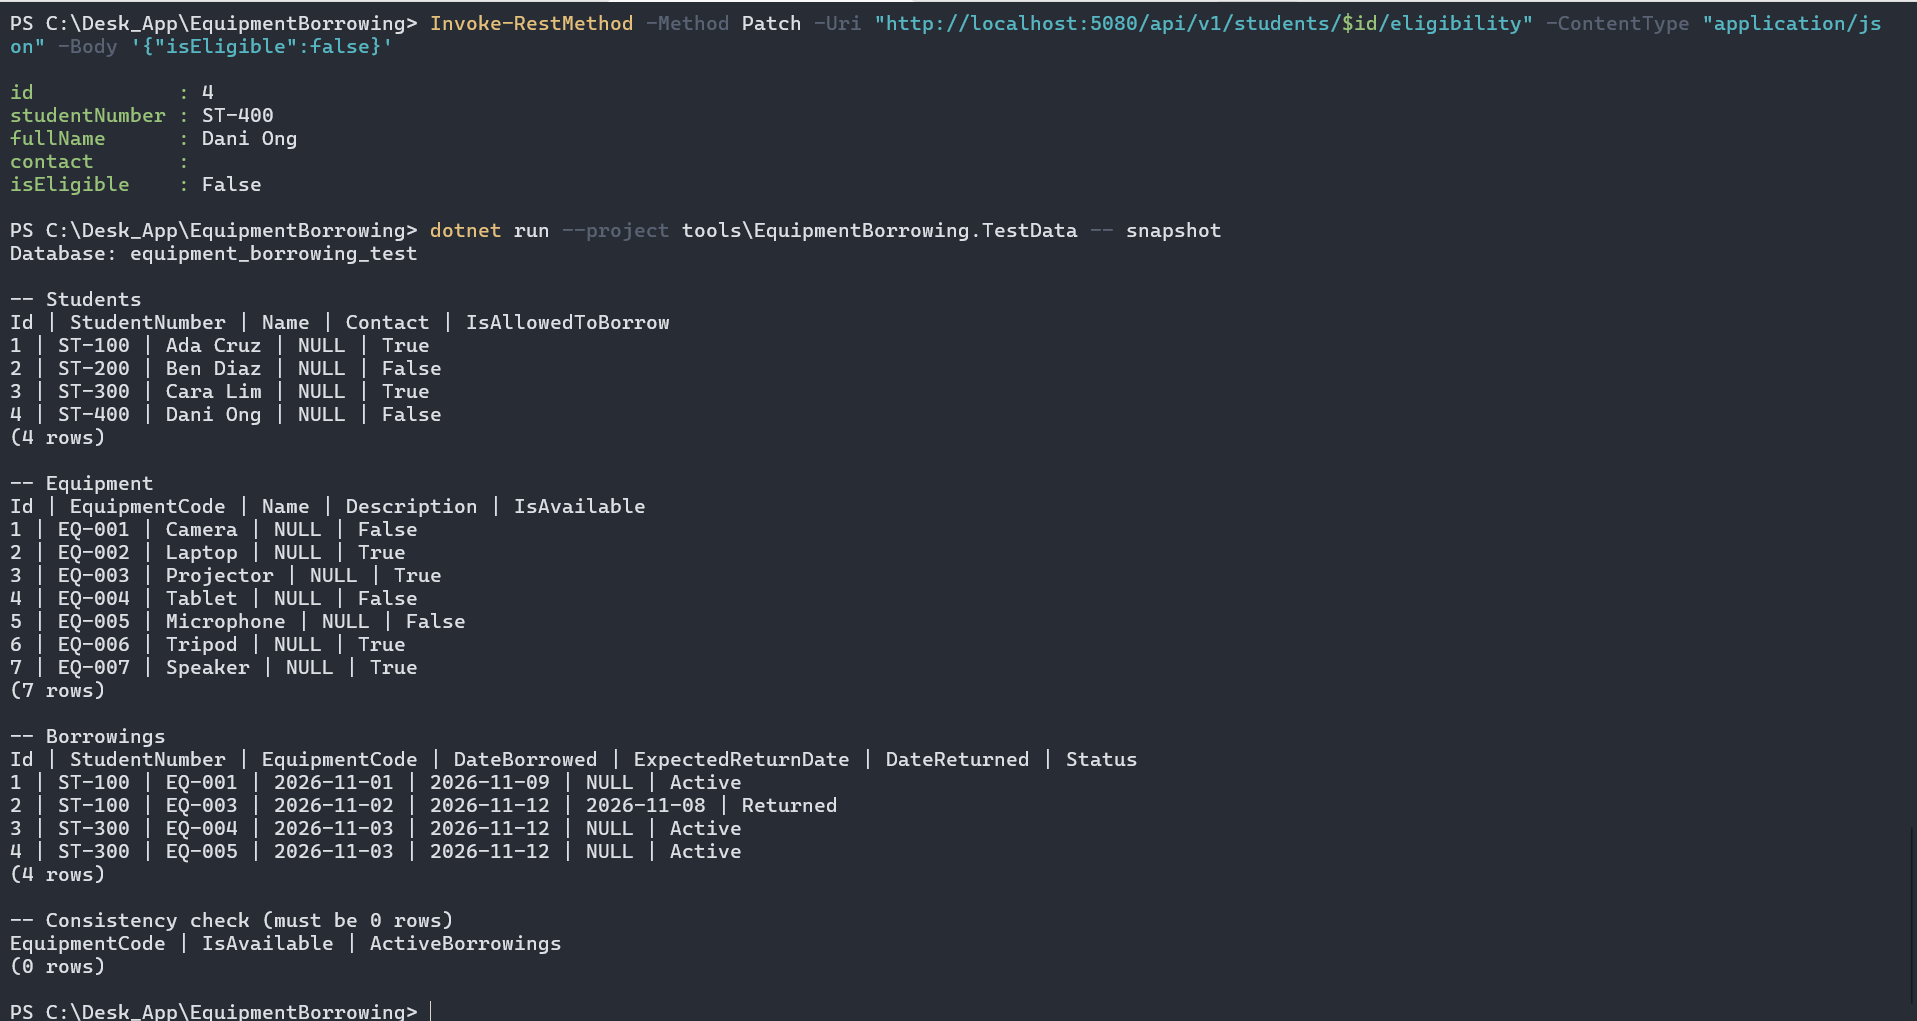 PS C:\Desk_App\EquipmentBorrowing> Invoke-RestMethod -Method Patch -Uri "http://localhost:5080/api/v1/students/$id/eligibility" -ContentType "application/js
on" -Body '{"isEligible":false}'
id : 4
studentNumber : ST-400
fullName : Dani Ong
contact :
isEligible : False
PS C:\Desk_App\EquipmentBorrowing> dotnet run --project tools\EquipmentBorrowing.TestData -- snapshot
Database: equipment_borrowing_test
-- Students
Id | StudentNumber | Name | Contact | IsAllowedToBorrow
1 | ST-100 | Ada Cruz | NULL | True
2 | ST-200 | Ben Diaz | NULL | False
3 | ST-300 | Cara Lim | NULL | True
4 | ST-400 | Dani Ong | NULL | False
(4 rows)
-- Equipment
Id | EquipmentCode | Name | Description | IsAvailable
1 | EQ-001 | Camera | NULL | False
2 | EQ-002 | Laptop | NULL | True
3 | EQ-003 | Projector | NULL | True
4 | EQ-004 | Tablet | NULL | False
5 | EQ-005 | Microphone | NULL | False
6 | EQ-006 | Tripod | NULL | True
7 | EQ-007 | Speaker | NULL | True
(7 rows)
-- Borrowings
Id | StudentNumber | EquipmentCode | DateBorrowed | ExpectedReturnDate | DateReturned | Status
1 | ST-100 | EQ-001 | 2026-11-01 | 2026-11-09 | NULL | Active
2 | ST-100 | EQ-003 | 2026-11-02 | 2026-11-12 | 2026-11-08 | Returned
3 | ST-300 | EQ-004 | 2026-11-03 | 2026-11-12 | NULL | Active
4 | ST-300 | EQ-005 | 2026-11-03 | 2026-11-12 | NULL | Active
(4 rows)
-- Consistency check (must be 0 rows)
EquipmentCode | IsAvailable | ActiveBorrowings
(0 rows)
PS C:\Desk_App\EquipmentBorrowing>